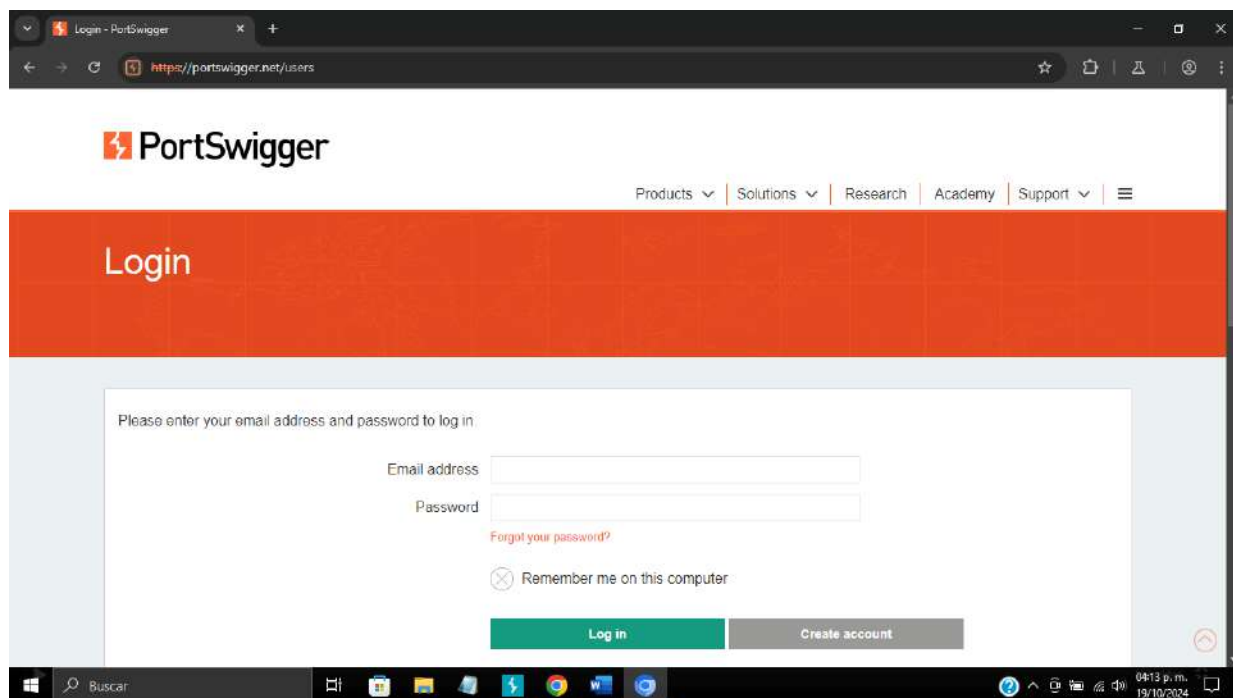 Login - PortSwigger
https://portswigger.net/users
PortSwigger
Products Solutions Research Academy Support
Login
Please enter your email address and password to log in
Email address
Password
Forgot your password?
Remember me on this computer
Log in Create account
Buscar
04:13 p. m.
19/10/2024